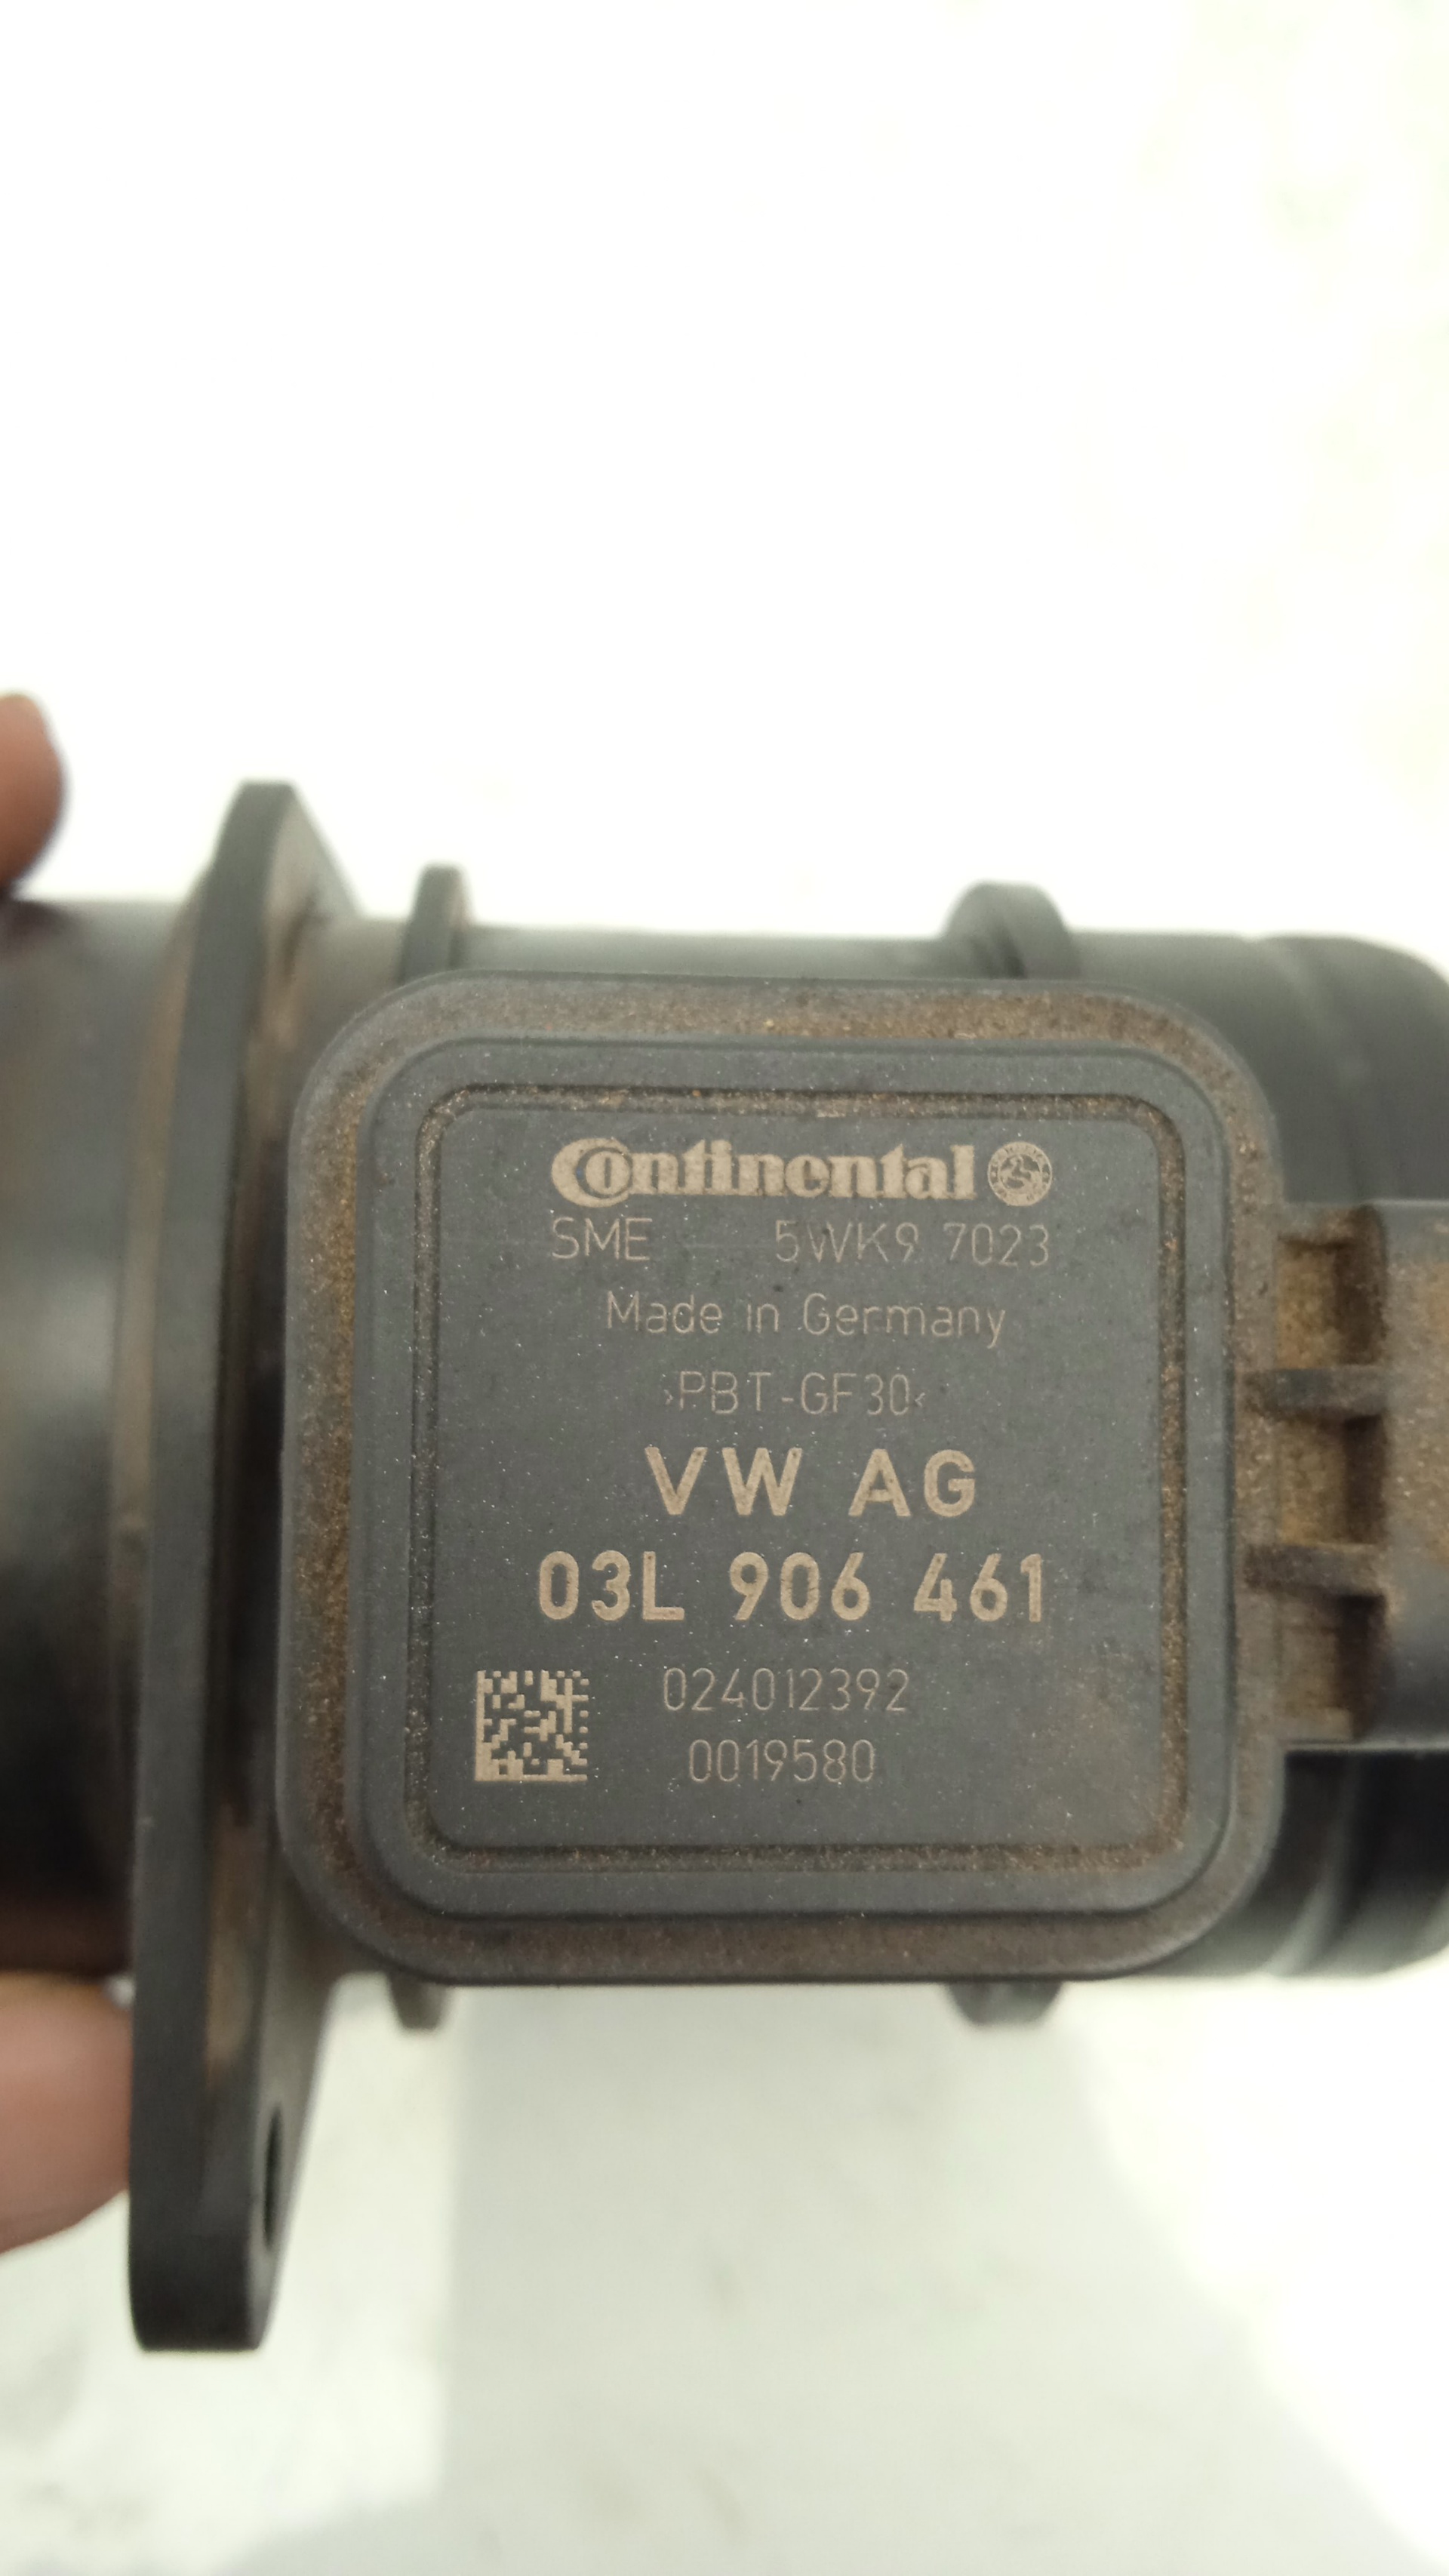 Continental
SME 5WK9 7023
Made in Germany
›PBT-GF30‹
VW AG
03L 906 461
024012392
0019580